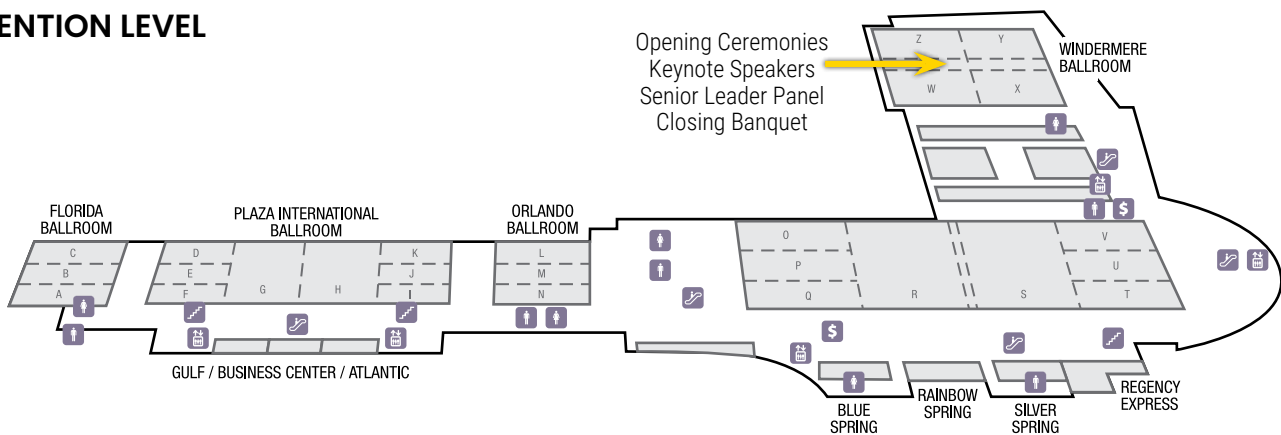 ENTION LEVEL
Opening Ceremonies
Keynote Speakers
Senior Leader Panel
Closing Banquet
Z
Y
W
X
WINDERMERE
BALLROOM
FLORIDA
BALLROOM
C
B
A
PLAZA INTERNATIONAL
BALLROOM
D
E
F
G
H
K
J
I
ORLANDO
BALLROOM
L
M
N
$
O
P
Q
R
S
V
U
T
$
GULF / BUSINESS CENTER / ATLANTIC
BLUE
SPRING
RAINBOW
SPRING
SILVER
SPRING
REGENCY
EXPRESS